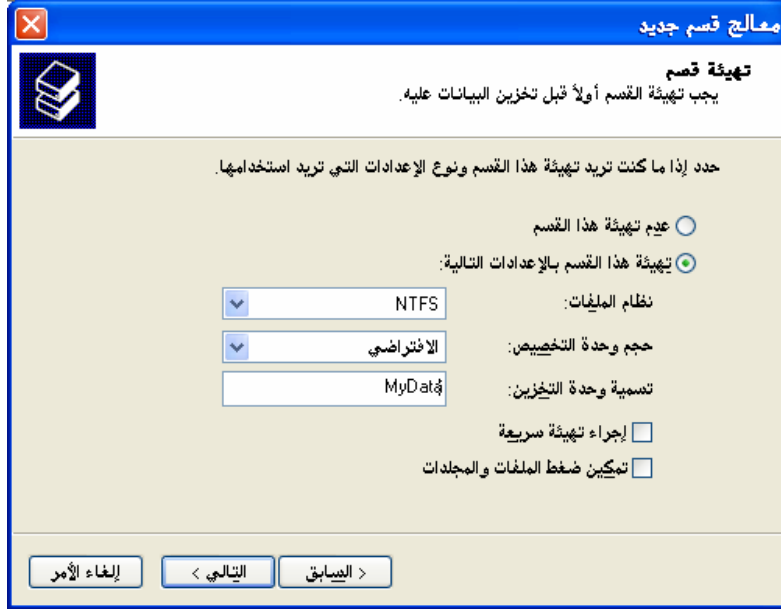 معالج قسم جديد
تهيئة قسم
يجب تهيئة القسم أولاً قبل تخزين البيانات عليه.
حدد إذا ما كنت تريد تهيئة هذا القسم ونوع الإعدادات التي تريد استخدامها.
عدم تهيئة هذا القسم
تهيئة هذا القسم بالإعدادات التالية:
نظام الملفات: NTFS
حجم وحدة التخصيص: الافتراضي
تسمية وحدة التخزين: MyData
إجراء تهيئة سريعة
تمكين ضغط الملفات والمجلدات
< السابق التالي > إلغاء الأمر